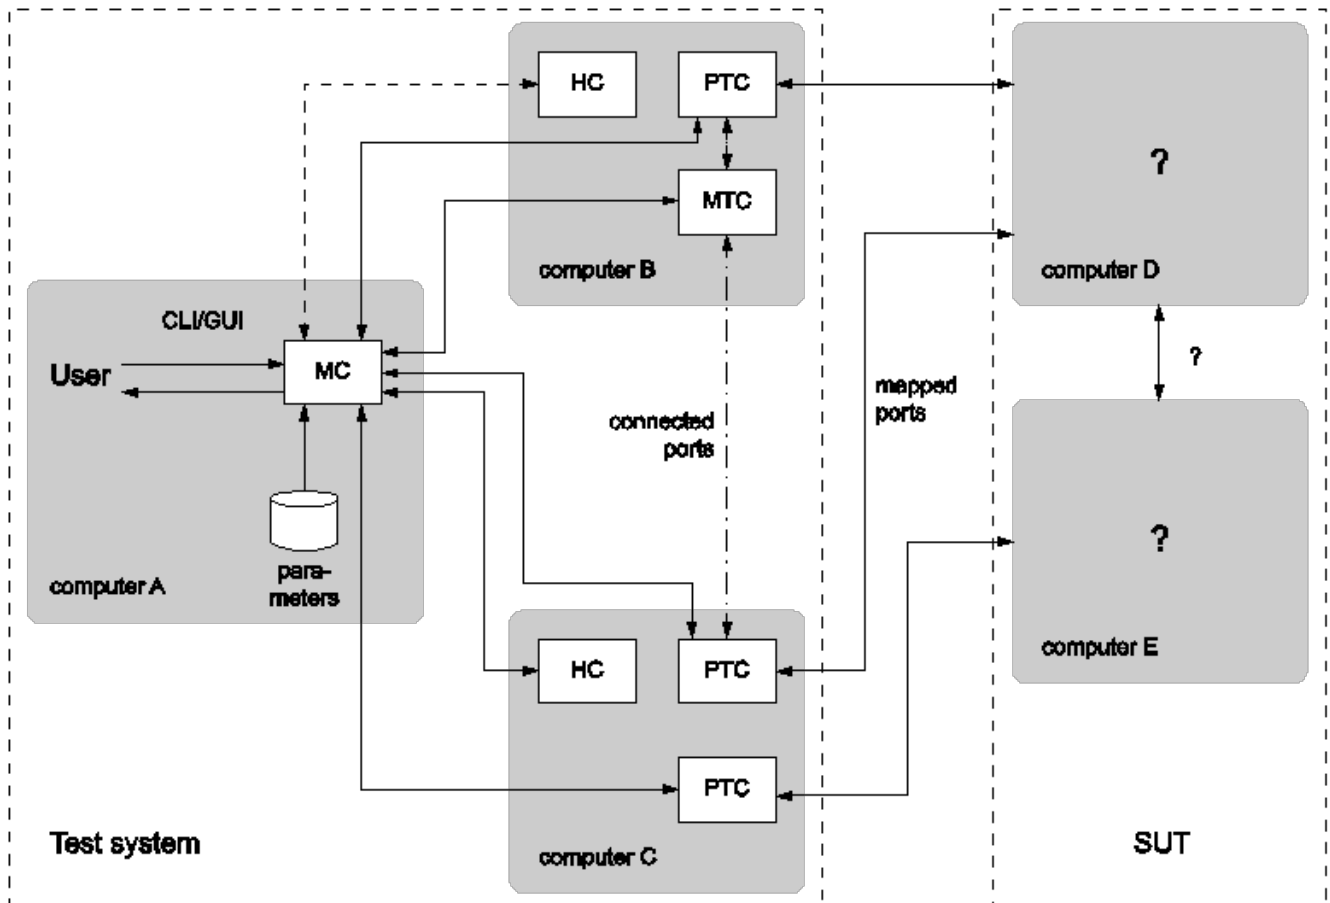 HC
PTC
?
MTC
computer B
computer D
CLI/GUI
User
MC
?
mapped
ports
connected
ports
?
para-
meters
computer A
HC
PTC
computer E
PTC
Test system
SUT
computer C